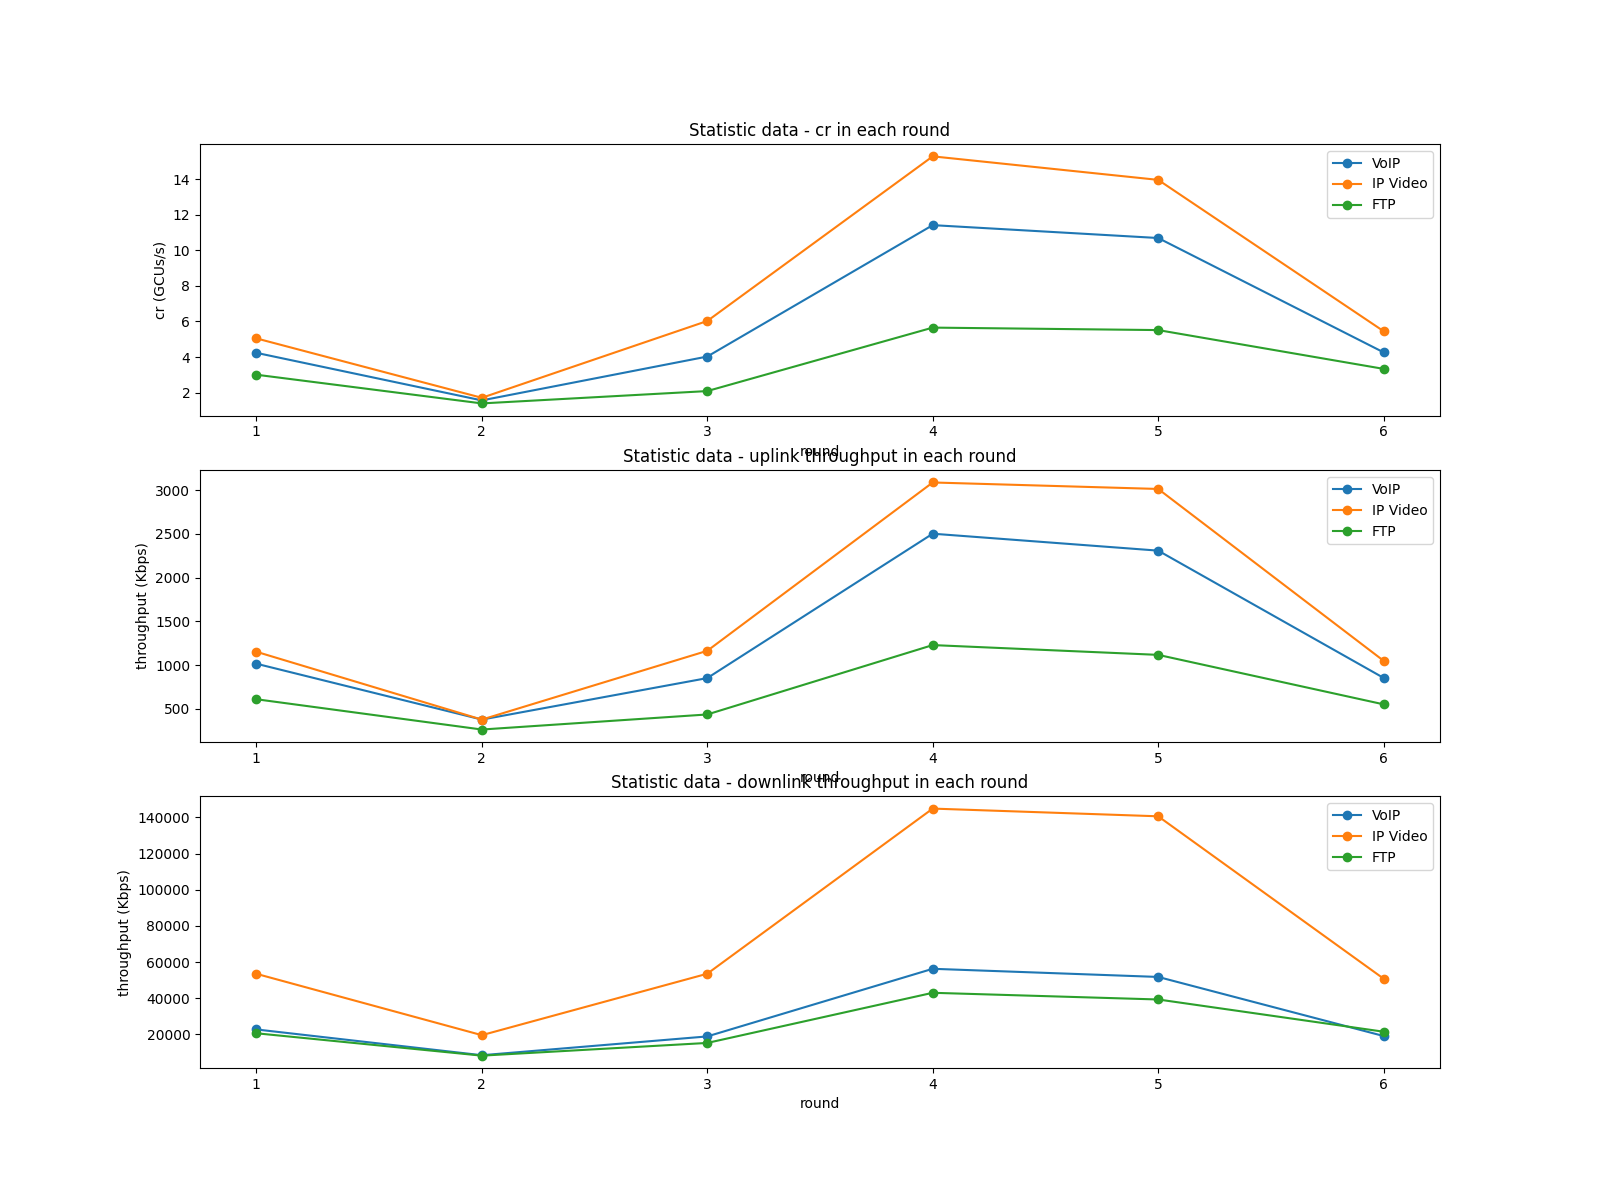 Statistic data - cr in each round
VoIP
IP Video
FTP
14
12
10
8
6
4
2
cr (GCUs/s)
1 2 3 4 5 6
round
Statistic data - uplink throughput in each round
VoIP
IP Video
FTP
3000
2500
2000
1500
1000
500
throughput (Kbps)
1 2 3 4 5 6
round
Statistic data - downlink throughput in each round
VoIP
IP Video
FTP
140000
120000
100000
80000
60000
40000
20000
throughput (Kbps)
1 2 3 4 5 6
round